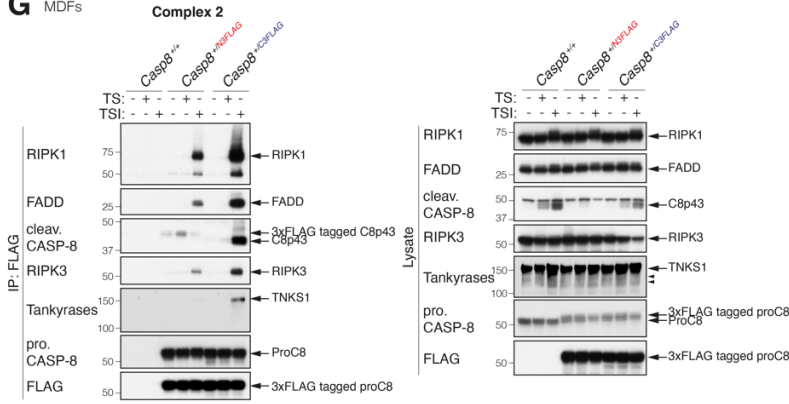 G MDFs
Complex 2
Casp8+/+ Casp8+/N3FLAG Casp8+/C3FLAG
TS: - + - - + - - + -
TSI: - - + - - + - - +
IP: FLAG
RIPK1 75 50 RIPK1
FADD 25 FADD
cleav. CASP-8 50 37 3xFLAG tagged C8p43 C8p43
RIPK3 50 RIPK3
Tankyrases 150 100 TNKS1
pro. CASP-8 50 ProC8
FLAG 50 3xFLAG tagged proC8
Casp8+/+ Casp8+/N3FLAG Casp8+/C3FLAG
TS: - + - - + - - + -
TSI: - - + - - + - - +
Lysate
RIPK1 75 RIPK1
FADD 25 FADD
cleav. CASP-8 50 37 C8p43
RIPK3 50 RIPK3
Tankyrases 150 100 TNKS1
pro. CASP-8 50 3xFLAG tagged proC8 ProC8
FLAG 50 3xFLAG tagged proC8